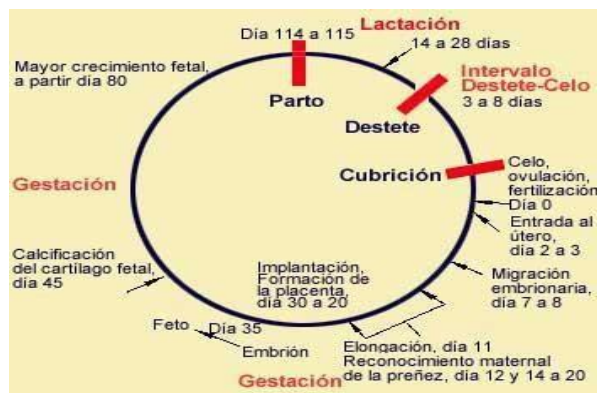 Día 114 a 115
Lactación
14 a 28 días
Mayor crecimiento fetal,
a partir día 80
Parto
Intervalo
Destete-Celo
3 a 8 días
Destete
Cubrición
Celo,
ovulación,
fertilización
Día 0
Gestación
Entrada al
útero,
día 2 a 3
Calcificación
del cartílago fetal,
día 45
Implantación,
Formación de
la placenta,
día 30 a 20
Migración
embrionaria,
día 7 a 8
Feto
Día 35
Embrión
Elongación, día 11
Reconocimiento maternal
de la preñez, día 12 y 14 a 20
Gestación